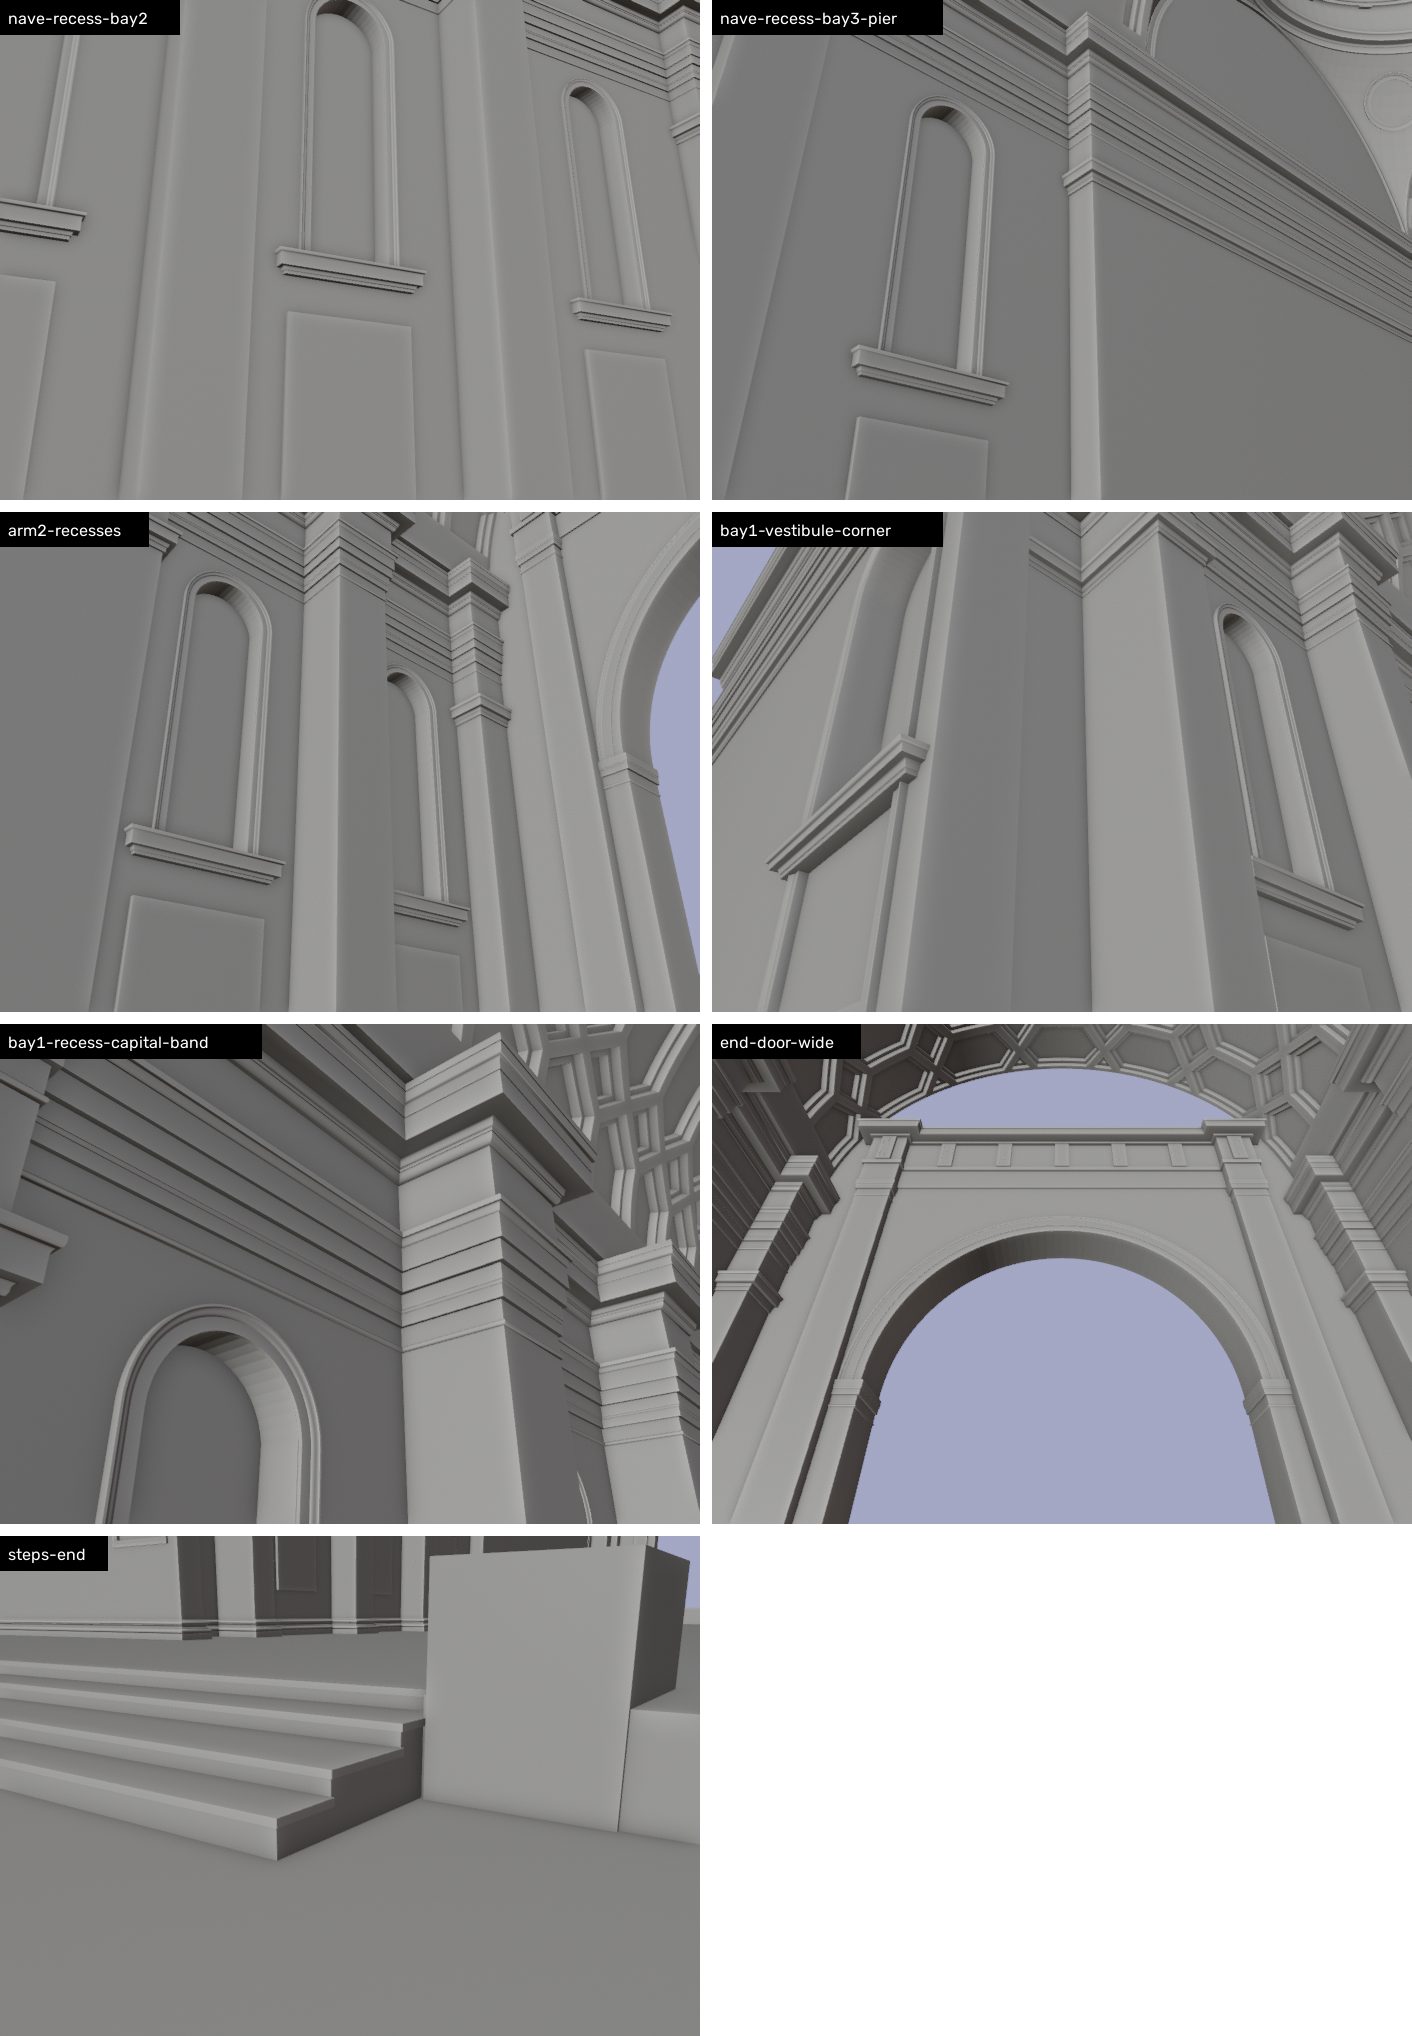 nave-recess-bay2
nave-recess-bay3-pier
arm2-recesses
bay1-vestibule-corner
bay1-recess-capital-band
end-door-wide
steps-end